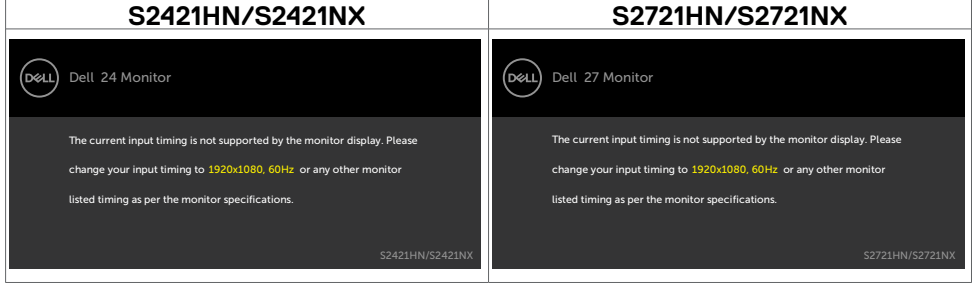 S2421HN/S2421NX
S2721HN/S2721NX
DELL
Dell 24 Monitor
The current input timing is not supported by the monitor display. Please
change your input timing to 1920x1080, 60Hz or any other monitor
listed timing as per the monitor specifications.
S2421HN/S2421NX
DELL
Dell 27 Monitor
The current input timing is not supported by the monitor display. Please
change your input timing to 1920x1080, 60Hz or any other monitor
listed timing as per the monitor specifications.
S2721HN/S2721NX